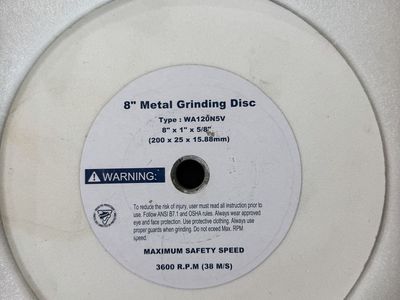 8" Metal Grinding Disc
Type : WA120N5V
8" x 1" x 5/8"
(200 x 25 x 15.88mm)
WARNING:
To reduce the risk of injury, user must read all instruction prior to
use. Follow ANSI B7.1 and OSHA rules. Always wear approved
eye and face protection. Use protective clothing. Always use
proper guards when grinding. Do not exceed Max. RPM
speed.
MAXIMUM SAFETY SPEED
3600 R.P.M (38 M/S)